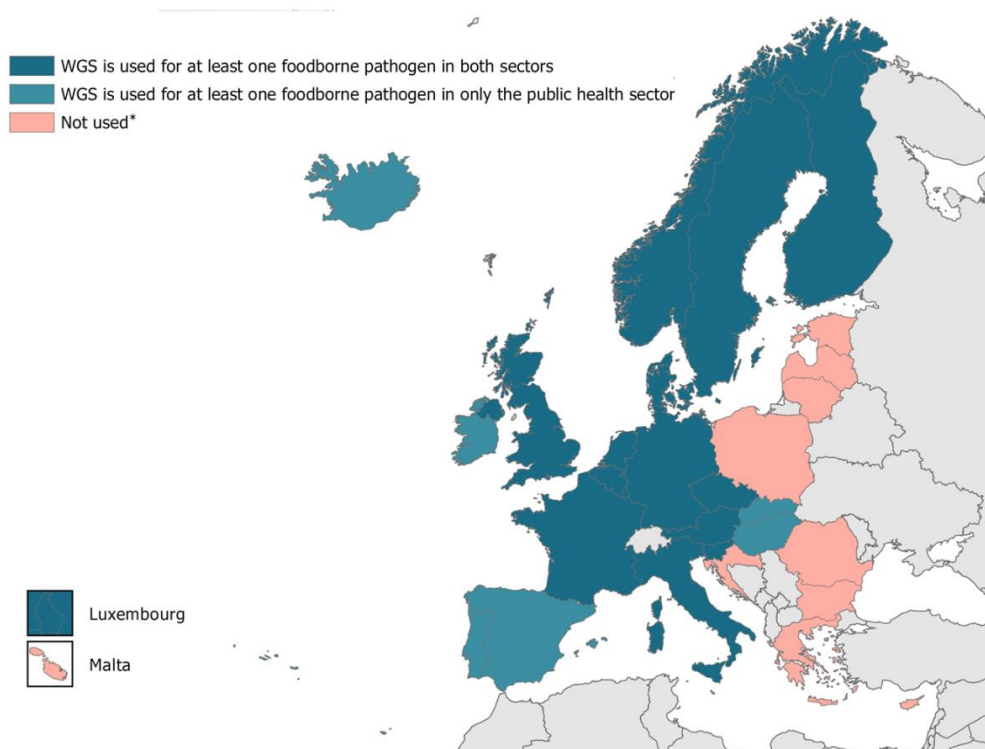 WGS is used for at least one foodborne pathogen in both sectors
WGS is used for at least one foodborne pathogen in only the public health sector
Not used*
Luxembourg
Malta